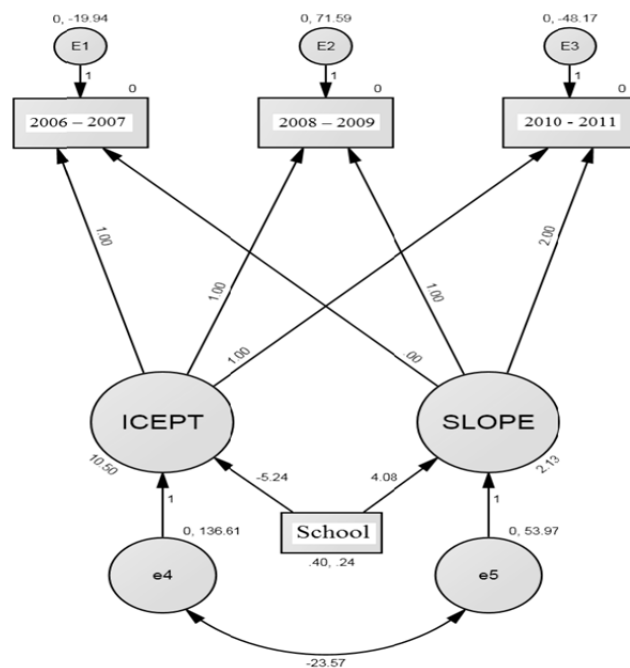 0, -19.94
0, 71.59
0, -48.17
E1
E2
E3
1
1
1
0
0
0
2006 – 2007
2008 – 2009
2010 - 2011
1.00
1.00
1.00
.00
1.00
2.00
ICEPT
SLOPE
10.50
2.13
-5.24
4.08
1
1
School
.40, .24
0, 136.61
0, 53.97
e4
e5
-23.57